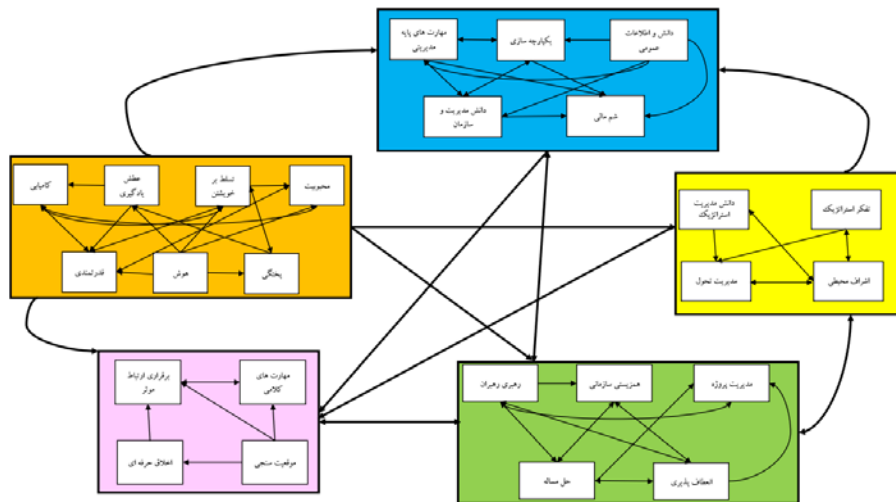 مهارت های پایه
مدیریتی
یکپارچه سازی
دانش و اطلاعات
عمومی
دانش مدیریت و
سازمان
شم مالی
کامیابی
عطش
یادگیری
تسلط بر
خویشتن
محبوبیت
قدرتمندی
هوش
پختگی
دانش مدیریت
استراتژیک
تفکر استراتژیک
مدیریت تحول
اشراف محیطی
برقراری ارتباط
موثر
مهارت های
کلامی
اخلاق حرفه ای
موقعیت سنجی
رهبری رهبران
همزیستی سازمانی
مدیریت پروژه
حل مساله
انعطاف پذیری